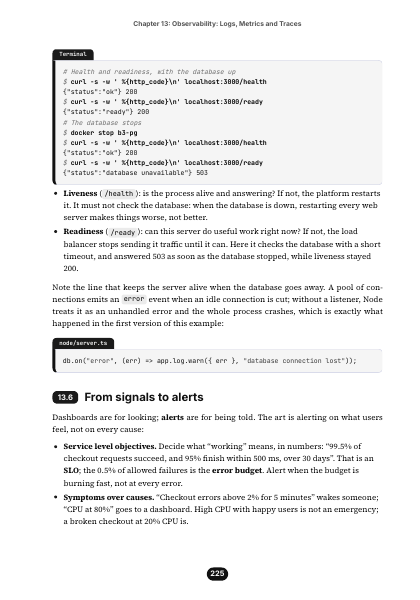 Chapter 13: Observability: Logs, Metrics and Traces
Terminal
# Health and readiness, with the database up
$ curl -s -w ' %{http_code}\n' localhost:3000/health
{"status":"ok"} 200
$ curl -s -w ' %{http_code}\n' localhost:3000/ready
{"status":"ready"} 200
# The database stops
$ docker stop b3-pg
$ curl -s -w ' %{http_code}\n' localhost:3000/health
{"status":"ok"} 200
$ curl -s -w ' %{http_code}\n' localhost:3000/ready
{"status":"database unavailable"} 503
• Liveness (/health): is the process alive and answering? If not, the platform restarts
it. It must not check the database: when the database is down, restarting every web
server makes things worse, not better.
• Readiness (/ready): can this server do useful work right now? If not, the load
balancer stops sending it traffic until it can. Here it checks the database with a short
timeout, and answered 503 as soon as the database stopped, while liveness stayed
200.
Note the line that keeps the server alive when the database goes away. A pool of con-
nections emits an error event when an idle connection is cut; without a listener, Node
treats it as an unhandled error and the whole process crashes, which is exactly what
happened in the first version of this example:
node/server.ts
db.on("error", (err) => app.log.warn({ err }, "database connection lost"));
13.6 From signals to alerts
Dashboards are for looking; alerts are for being told. The art is alerting on what users
feel, not on every cause:
• Service level objectives. Decide what “working” means, in numbers: “99.5% of
checkout requests succeed, and 95% finish within 500 ms, over 30 days”. That is an
SLO; the 0.5% of allowed failures is the error budget. Alert when the budget is
burning fast, not at every error.
• Symptoms over causes. “Checkout errors above 2% for 5 minutes” wakes someone;
“CPU at 80%” goes to a dashboard. High CPU with happy users is not an emergency;
a broken checkout at 20% CPU is.
225